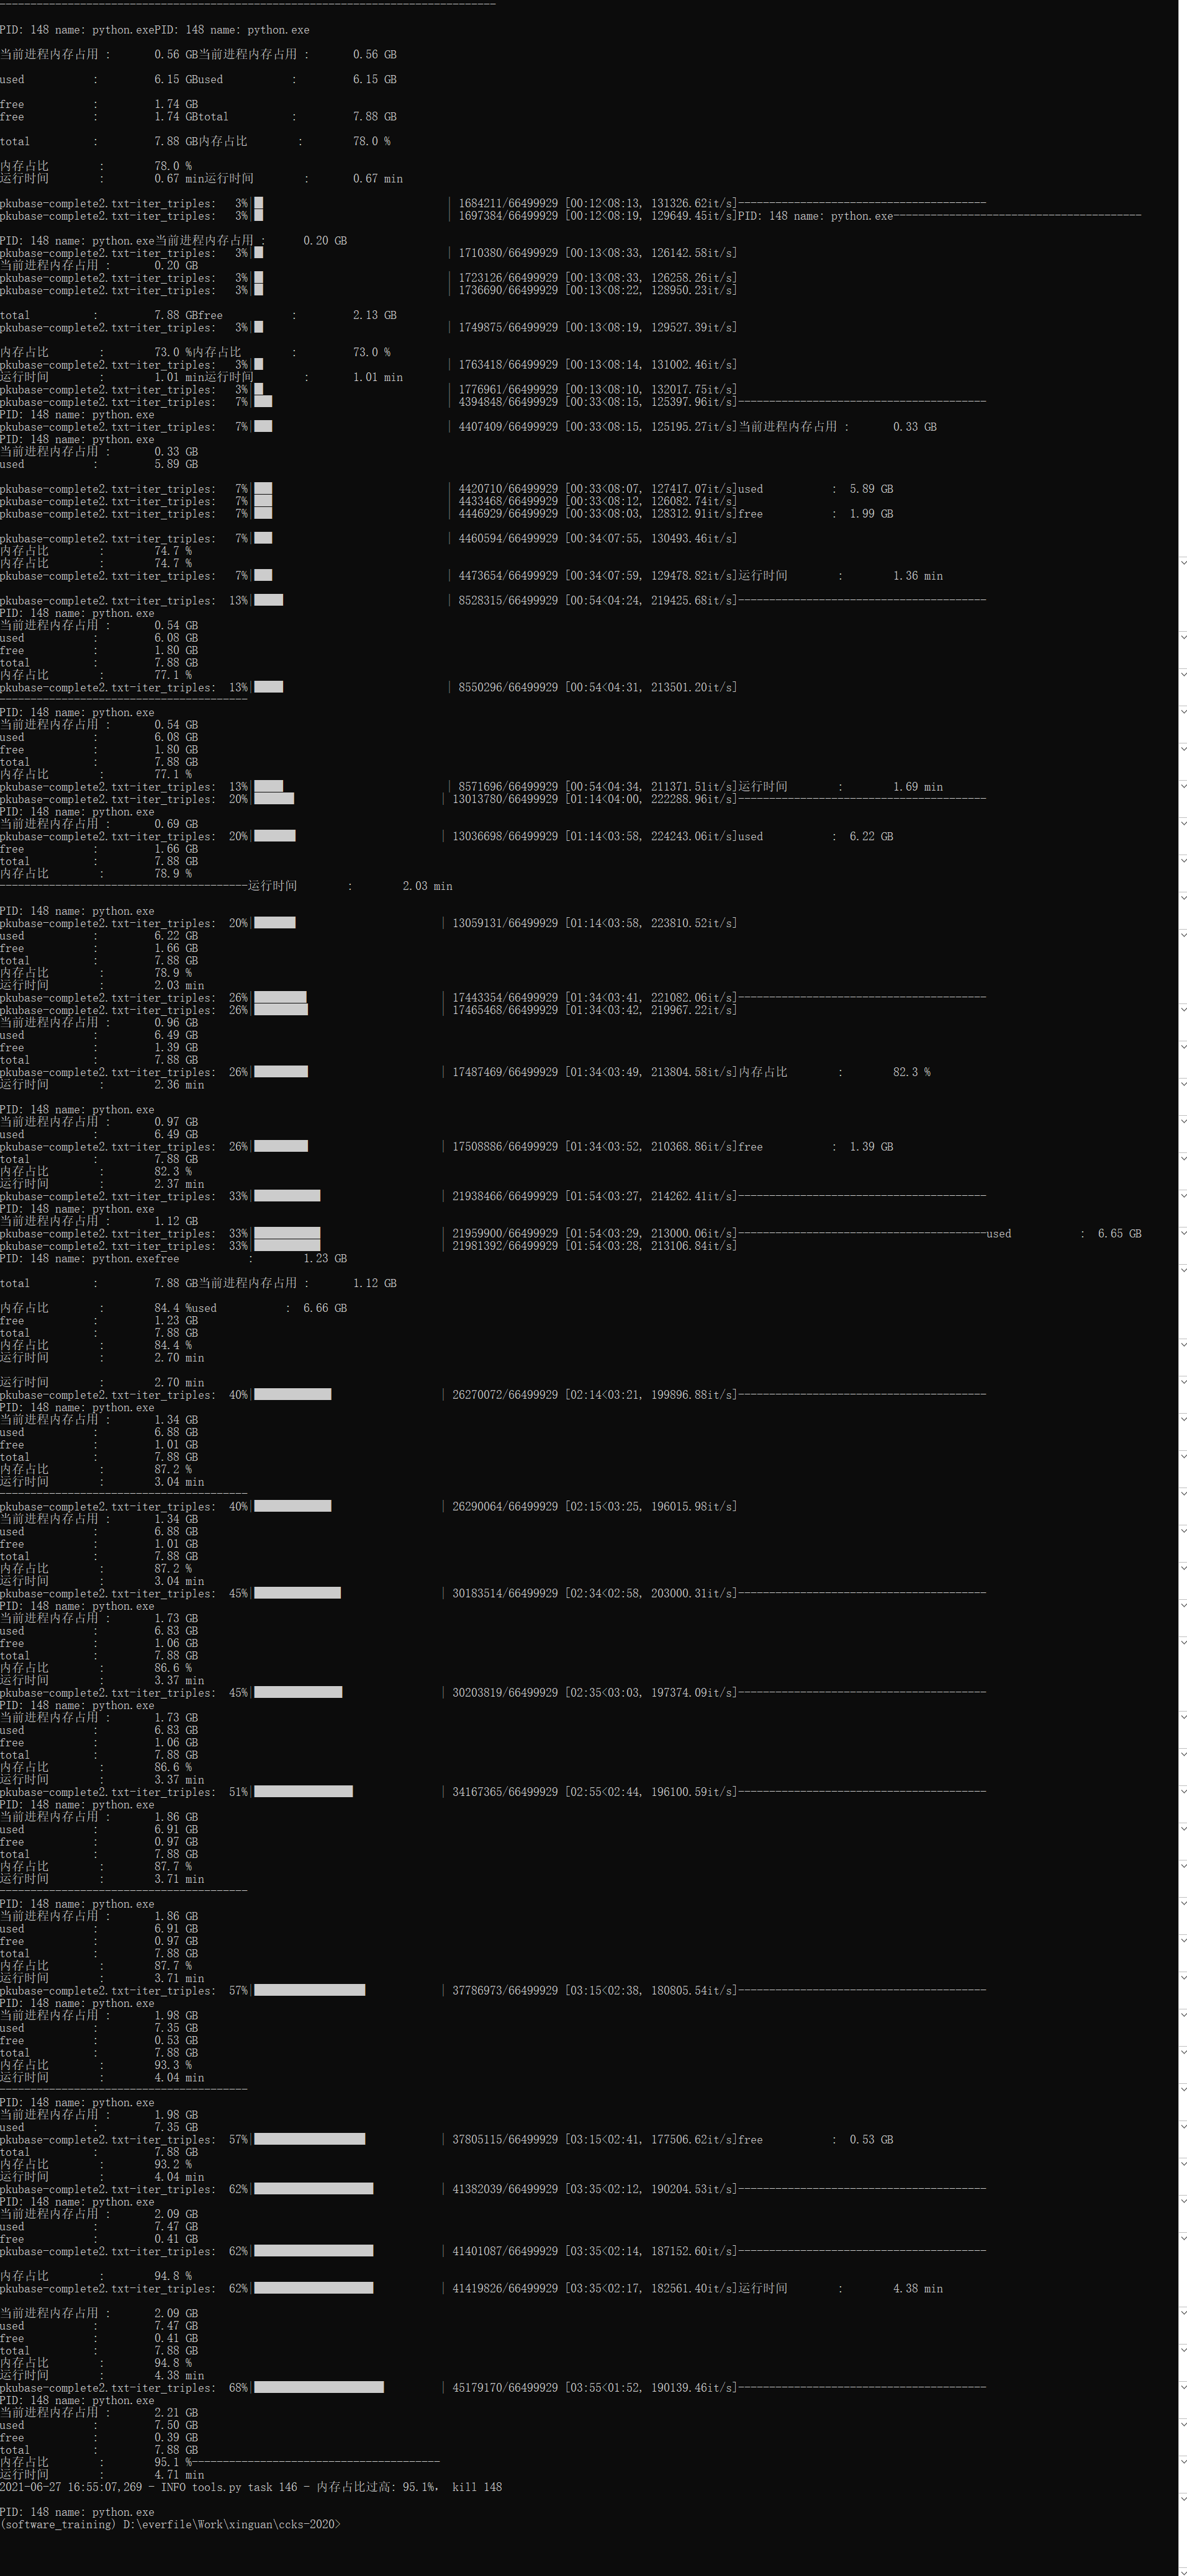 --------------------------------------------------------------------------------
PID: 148 name: python.exePID: 148 name: python.exe
当前进程内存占用 : 0.56 GB当前进程内存占用 : 0.56 GB
used : 6.15 GBused : 6.15 GB
free : 1.74 GB
free : 1.74 GBtotal : 7.88 GB
total : 7.88 GB内存占比 : 78.0 %
内存占比 : 78.0 %
运行时间 : 0.67 min运行时间 : 0.67 min
pkubase-complete2.txt-iter_triples: 3%| | 1684211/66499929 [00:12<08:13, 131326.62it/s]----------------------------------------
pkubase-complete2.txt-iter_triples: 3%| | 1697384/66499929 [00:12<08:19, 129649.45it/s]PID: 148 name: python.exe----------------------------------------
PID: 148 name: python.exe当前进程内存占用 : 0.20 GB
pkubase-complete2.txt-iter_triples: 3%| | 1710380/66499929 [00:13<08:33, 126142.58it/s]
当前进程内存占用 : 0.20 GB
pkubase-complete2.txt-iter_triples: 3%| | 1723126/66499929 [00:13<08:33, 126258.26it/s]
pkubase-complete2.txt-iter_triples: 3%| | 1736690/66499929 [00:13<08:22, 128950.23it/s]
total : 7.88 GBfree : 2.13 GB
pkubase-complete2.txt-iter_triples: 3%| | 1749875/66499929 [00:13<08:19, 129527.39it/s]
内存占比 : 73.0 %内存占比 : 73.0 %
pkubase-complete2.txt-iter_triples: 3%| | 1763418/66499929 [00:13<08:14, 131002.46it/s]
运行时间 : 1.01 min运行时间 : 1.01 min
pkubase-complete2.txt-iter_triples: 3%| | 1776961/66499929 [00:13<08:10, 132017.75it/s]
pkubase-complete2.txt-iter_triples: 7%| | 4394848/66499929 [00:33<08:15, 125397.96it/s]----------------------------------------
PID: 148 name: python.exe
pkubase-complete2.txt-iter_triples: 7%| | 4407409/66499929 [00:33<08:15, 125195.27it/s]当前进程内存占用 : 0.33 GB
PID: 148 name: python.exe
当前进程内存占用 : 0.33 GB
used : 5.89 GB
pkubase-complete2.txt-iter_triples: 7%| | 4420710/66499929 [00:33<08:07, 127417.07it/s]used : 5.89 GB
pkubase-complete2.txt-iter_triples: 7%| | 4433468/66499929 [00:33<08:12, 126082.74it/s]
pkubase-complete2.txt-iter_triples: 7%| | 4446929/66499929 [00:33<08:03, 128312.91it/s]free : 1.99 GB
pkubase-complete2.txt-iter_triples: 7%| | 4460594/66499929 [00:34<07:55, 130493.46it/s]
内存占比 : 74.7 %
内存占比 : 74.7 %
pkubase-complete2.txt-iter_triples: 7%| | 4473654/66499929 [00:34<07:59, 129478.82it/s]运行时间 : 1.36 min
pkubase-complete2.txt-iter_triples: 13%| | 8528315/66499929 [00:54<04:24, 219425.68it/s]----------------------------------------
PID: 148 name: python.exe
当前进程内存占用 : 0.54 GB
used : 6.08 GB
free : 1.80 GB
total : 7.88 GB
内存占比 : 77.1 %
pkubase-complete2.txt-iter_triples: 13%| | 8550296/66499929 [00:54<04:31, 213501.20it/s]
----------------------------------------
PID: 148 name: python.exe
当前进程内存占用 : 0.54 GB
used : 6.08 GB
free : 1.80 GB
total : 7.88 GB
内存占比 : 77.1 %
pkubase-complete2.txt-iter_triples: 13%| | 8571696/66499929 [00:54<04:34, 211371.51it/s]运行时间 : 1.69 min
pkubase-complete2.txt-iter_triples: 20%| | 13013780/66499929 [01:14<04:00, 222288.96it/s]----------------------------------------
PID: 148 name: python.exe
当前进程内存占用 : 0.69 GB
pkubase-complete2.txt-iter_triples: 20%| | 13036698/66499929 [01:14<03:58, 224243.06it/s]used : 6.22 GB
free : 1.66 GB
total : 7.88 GB
内存占比 : 78.9 %
----------------------------------------运行时间 : 2.03 min
PID: 148 name: python.exe
pkubase-complete2.txt-iter_triples: 20%| | 13059131/66499929 [01:14<03:58, 223810.52it/s]
used : 6.22 GB
free : 1.66 GB
total : 7.88 GB
内存占比 : 78.9 %
运行时间 : 2.03 min
pkubase-complete2.txt-iter_triples: 26%| | 17443354/66499929 [01:34<03:41, 221082.06it/s]----------------------------------------
pkubase-complete2.txt-iter_triples: 26%| | 17465468/66499929 [01:34<03:42, 219967.22it/s]
当前进程内存占用 : 0.96 GB
used : 6.49 GB
free : 1.39 GB
total : 7.88 GB
pkubase-complete2.txt-iter_triples: 26%| | 17487469/66499929 [01:34<03:49, 213804.58it/s]内存占比 : 82.3 %
运行时间 : 2.36 min
PID: 148 name: python.exe
当前进程内存占用 : 0.97 GB
used : 6.49 GB
pkubase-complete2.txt-iter_triples: 26%| | 17508886/66499929 [01:34<03:52, 210368.86it/s]free : 1.39 GB
total : 7.88 GB
内存占比 : 82.3 %
运行时间 : 2.37 min
pkubase-complete2.txt-iter_triples: 33%| | 21938466/66499929 [01:54<03:27, 214262.41it/s]----------------------------------------
PID: 148 name: python.exe
当前进程内存占用 : 1.12 GB
pkubase-complete2.txt-iter_triples: 33%| | 21959900/66499929 [01:54<03:29, 213000.06it/s]----------------------------------------used : 6.65 GB
pkubase-complete2.txt-iter_triples: 33%| | 21981392/66499929 [01:54<03:28, 213106.84it/s]
PID: 148 name: python.exefree : 1.23 GB
total : 7.88 GB当前进程内存占用 : 1.12 GB
内存占比 : 84.4 %used : 6.66 GB
free : 1.23 GB
total : 7.88 GB
内存占比 : 84.4 %
运行时间 : 2.70 min
运行时间 : 2.70 min
pkubase-complete2.txt-iter_triples: 40%| | 26270072/66499929 [02:14<03:21, 199896.88it/s]----------------------------------------
PID: 148 name: python.exe
当前进程内存占用 : 1.34 GB
used : 6.88 GB
free : 1.01 GB
total : 7.88 GB
内存占比 : 87.2 %
运行时间 : 3.04 min
----------------------------------------
pkubase-complete2.txt-iter_triples: 40%| | 26290064/66499929 [02:15<03:25, 196015.98it/s]
当前进程内存占用 : 1.34 GB
used : 6.88 GB
free : 1.01 GB
total : 7.88 GB
内存占比 : 87.2 %
运行时间 : 3.04 min
pkubase-complete2.txt-iter_triples: 45%| | 30183514/66499929 [02:34<02:58, 203000.31it/s]----------------------------------------
PID: 148 name: python.exe
当前进程内存占用 : 1.73 GB
used : 6.83 GB
free : 1.06 GB
total : 7.88 GB
内存占比 : 86.6 %
运行时间 : 3.37 min
pkubase-complete2.txt-iter_triples: 45%| | 30203819/66499929 [02:35<03:03, 197374.09it/s]----------------------------------------
PID: 148 name: python.exe
当前进程内存占用 : 1.73 GB
used : 6.83 GB
free : 1.06 GB
total : 7.88 GB
内存占比 : 86.6 %
运行时间 : 3.37 min
pkubase-complete2.txt-iter_triples: 51%| | 34167365/66499929 [02:55<02:44, 196100.59it/s]----------------------------------------
PID: 148 name: python.exe
当前进程内存占用 : 1.86 GB
used : 6.91 GB
free : 0.97 GB
total : 7.88 GB
内存占比 : 87.7 %
运行时间 : 3.71 min
----------------------------------------
PID: 148 name: python.exe
当前进程内存占用 : 1.86 GB
used : 6.91 GB
free : 0.97 GB
total : 7.88 GB
内存占比 : 87.7 %
运行时间 : 3.71 min
pkubase-complete2.txt-iter_triples: 57%| | 37786973/66499929 [03:15<02:38, 180805.54it/s]----------------------------------------
PID: 148 name: python.exe
当前进程内存占用 : 1.98 GB
used : 7.35 GB
free : 0.53 GB
total : 7.88 GB
内存占比 : 93.3 %
运行时间 : 4.04 min
----------------------------------------
PID: 148 name: python.exe
当前进程内存占用 : 1.98 GB
used : 7.35 GB
pkubase-complete2.txt-iter_triples: 57%| | 37805115/66499929 [03:15<02:41, 177506.62it/s]free : 0.53 GB
total : 7.88 GB
内存占比 : 93.2 %
运行时间 : 4.04 min
pkubase-complete2.txt-iter_triples: 62%| | 41382039/66499929 [03:35<02:12, 190204.53it/s]----------------------------------------
PID: 148 name: python.exe
当前进程内存占用 : 2.09 GB
used : 7.47 GB
free : 0.41 GB
pkubase-complete2.txt-iter_triples: 62%| | 41401087/66499929 [03:35<02:14, 187152.60it/s]----------------------------------------
内存占比 : 94.8 %
pkubase-complete2.txt-iter_triples: 62%| | 41419826/66499929 [03:35<02:17, 182561.40it/s]运行时间 : 4.38 min
当前进程内存占用 : 2.09 GB
used : 7.47 GB
free : 0.41 GB
total : 7.88 GB
内存占比 : 94.8 %
运行时间 : 4.38 min
pkubase-complete2.txt-iter_triples: 68%| | 45179170/66499929 [03:55<01:52, 190139.46it/s]----------------------------------------
PID: 148 name: python.exe
当前进程内存占用 : 2.21 GB
used : 7.50 GB
free : 0.39 GB
total : 7.88 GB
内存占比 : 95.1 %----------------------------------------
运行时间 : 4.71 min
2021-06-27 16:55:07,269 - INFO tools.py task 146 - 内存占比过高: 95.1%， kill 148
PID: 148 name: python.exe
(software_training) D:\everfile\Work\xinguan\ccks-2020>